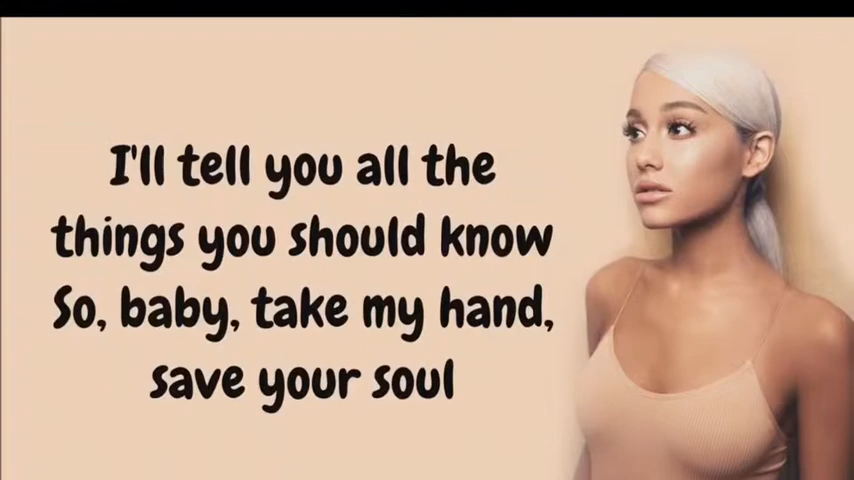 I'll tell you all the
things you should know
So, baby, take my hand,
save your soul